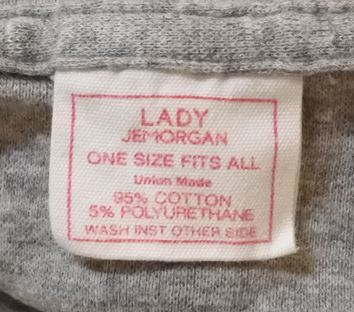 LADY
JEMORGAN
ONE SIZE FITS ALL
Union Made
95% COTTON
5% POLYURETHANE
WASH INST OTHER SIDE